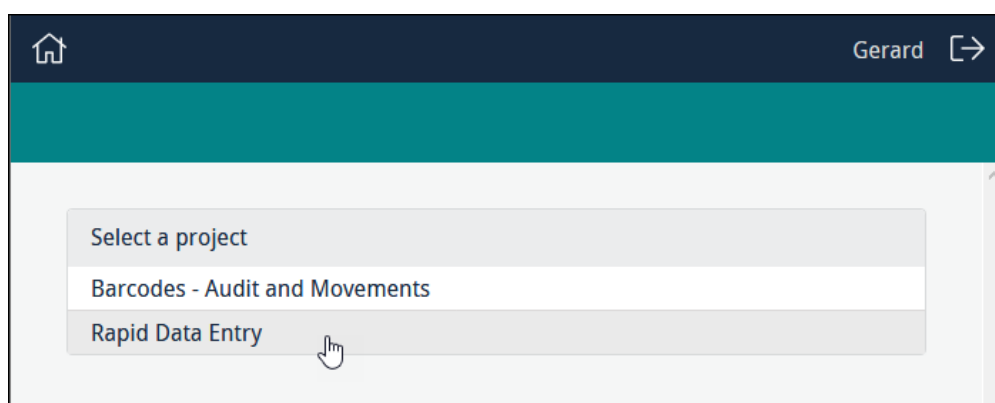 Gerard
Select a project
Barcodes - Audit and Movements
Rapid Data Entry